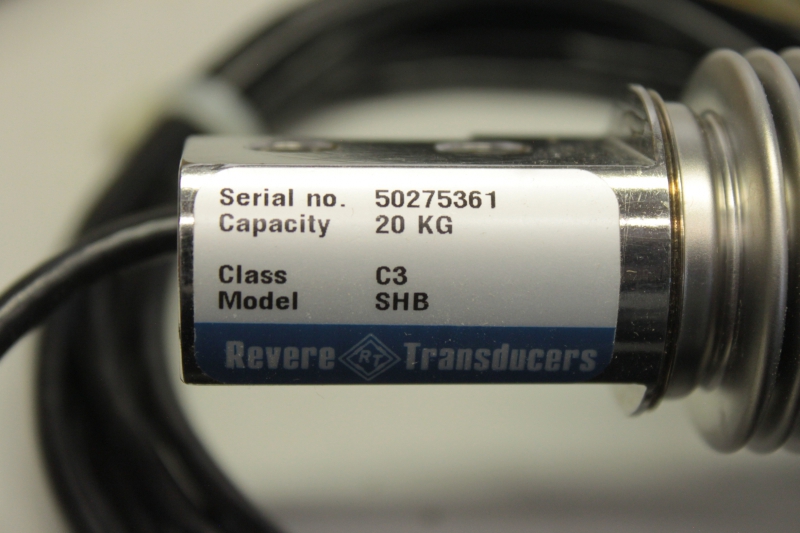 Serial no. 50275361
Capacity 20 KG
Class C3
Model SHB
Revere RT Transducers